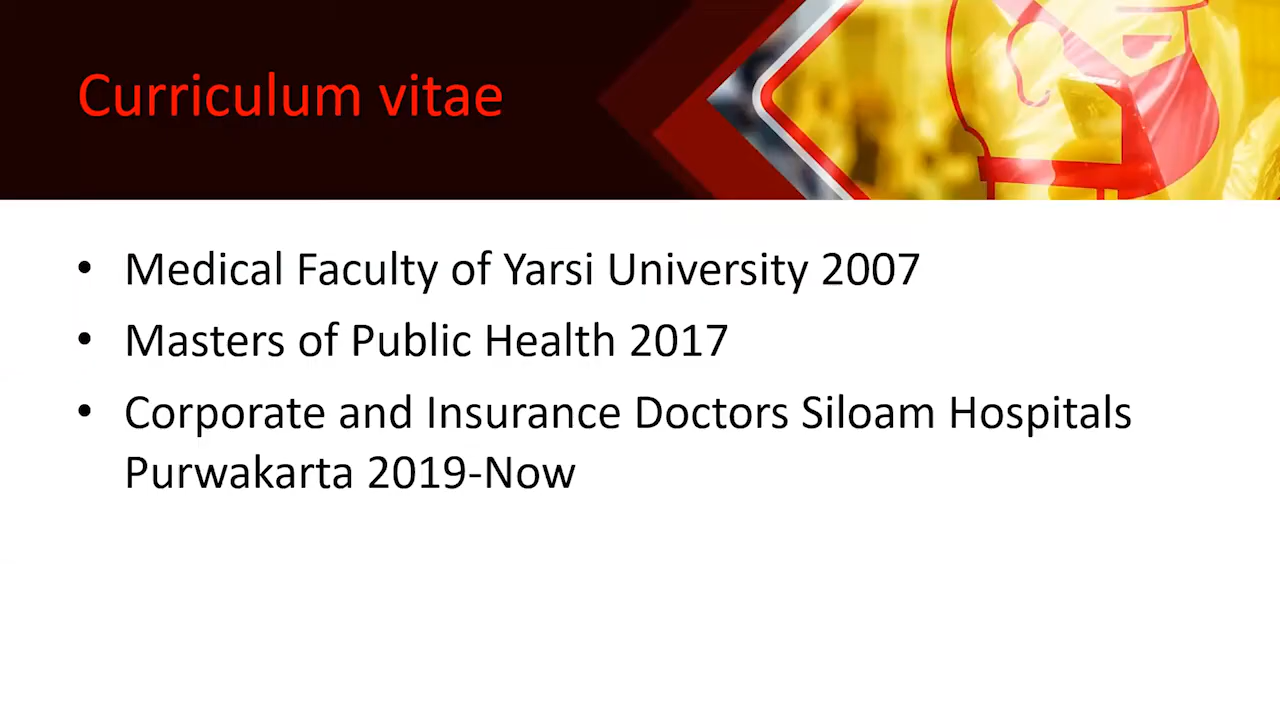 Curriculum vitae
• Medical Faculty of Yarsi University 2007
• Masters of Public Health 2017
• Corporate and Insurance Doctors Siloam Hospitals
Purwakarta 2019-Now